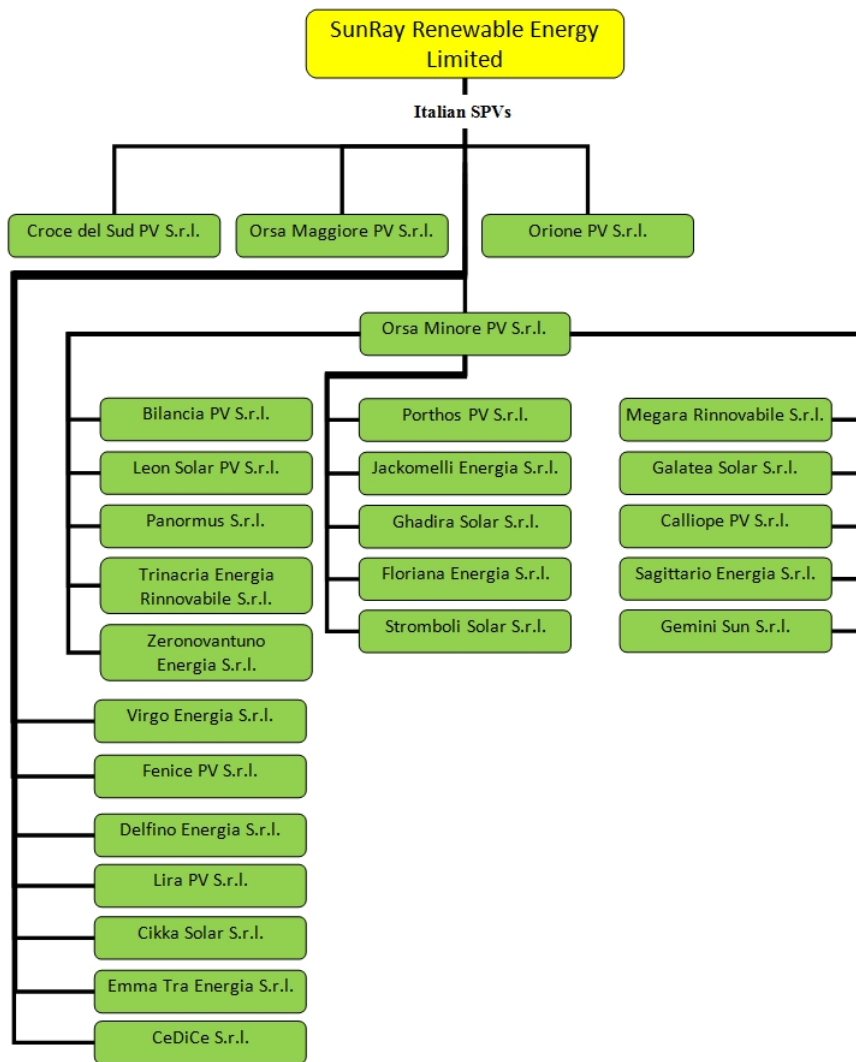 SunRay Renewable Energy
Limited
Italian SPVs
Croce del Sud PV S.r.l.
Orsa Maggiore PV S.r.l.
Orione PV S.r.l.
Orsa Minore PV S.r.l.
Bilancia PV S.r.l.
Porthos PV S.r.l.
Megara Rinnovabile S.r.l.
Leon Solar PV S.r.l.
Jackomelli Energia S.r.l.
Galatea Solar S.r.l.
Panormus S.r.l.
Ghadira Solar S.r.l.
Calliope PV S.r.l.
Trinacria Energia
Rinnovabile S.r.l.
Floriana Energia S.r.l.
Sagittario Energia S.r.l.
Zeronovantuno
Energia S.r.l.
Stromboli Solar S.r.l.
Gemini Sun S.r.l.
Virgo Energia S.r.l.
Fenice PV S.r.l.
Delfino Energia S.r.l.
Lira PV S.r.l.
Cikka Solar S.r.l.
Emma Tra Energia S.r.l.
CeDiCe S.r.l.